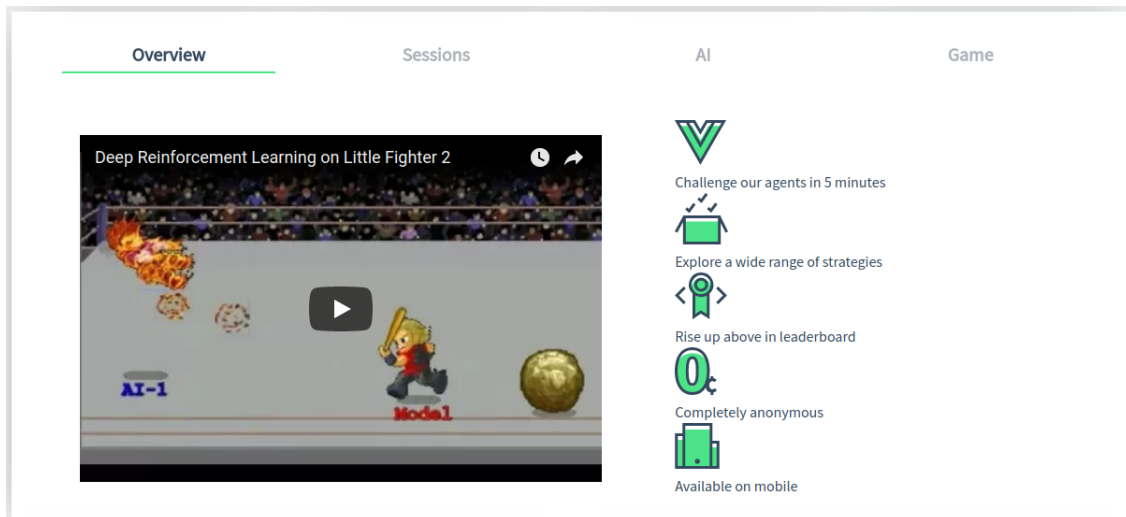 Overview
Sessions
AI
Game
Deep Reinforcement Learning on Little Fighter 2
AI-1
Model
Challenge our agents in 5 minutes
Explore a wide range of strategies
Rise up above in leaderboard
0¢
Completely anonymous
Available on mobile